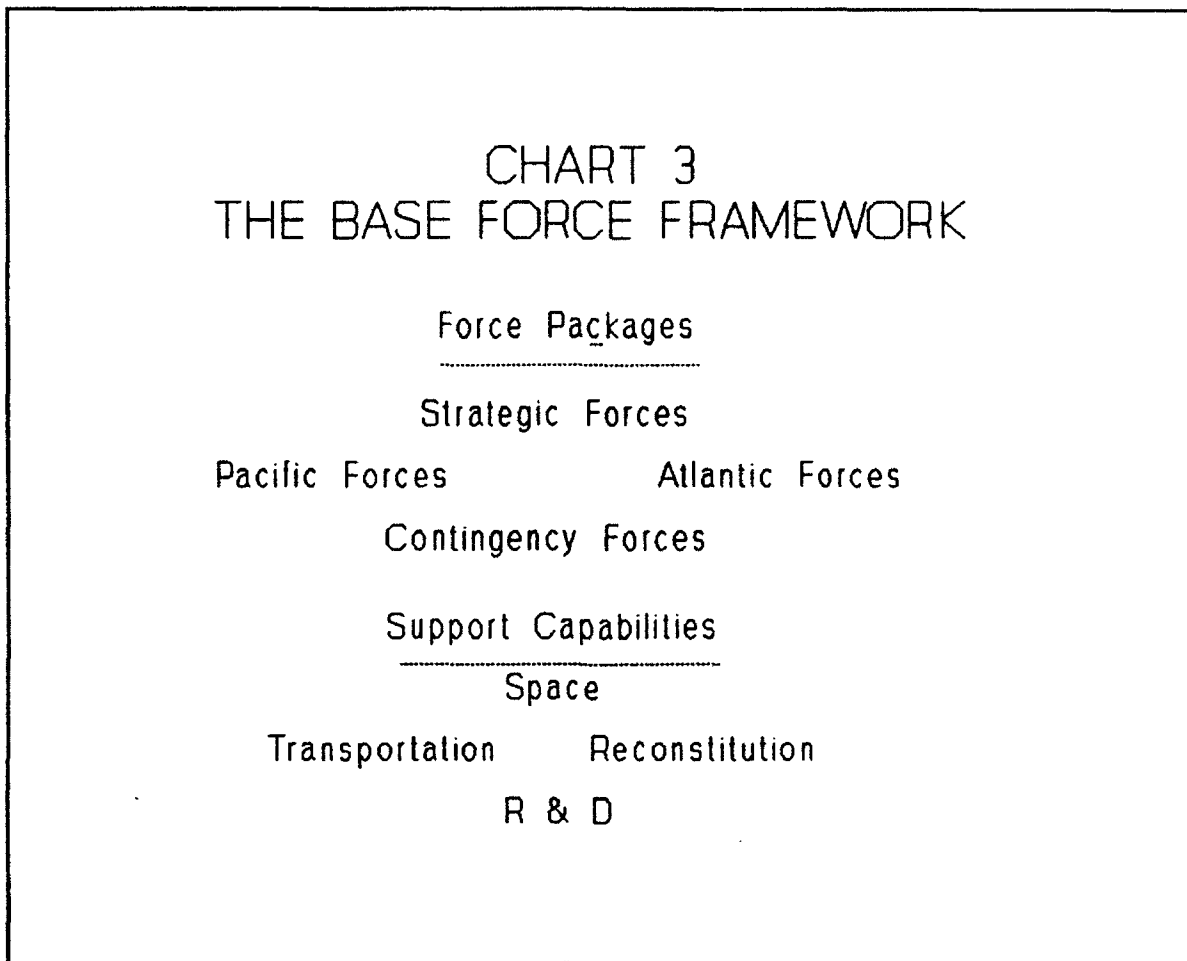 CHART 3
THE BASE FORCE FRAMEWORK
Force Packages
Strategic Forces
Pacific Forces Atlantic Forces
Contingency Forces
Support Capabilities
Space
Transportation Reconstitution
R & D